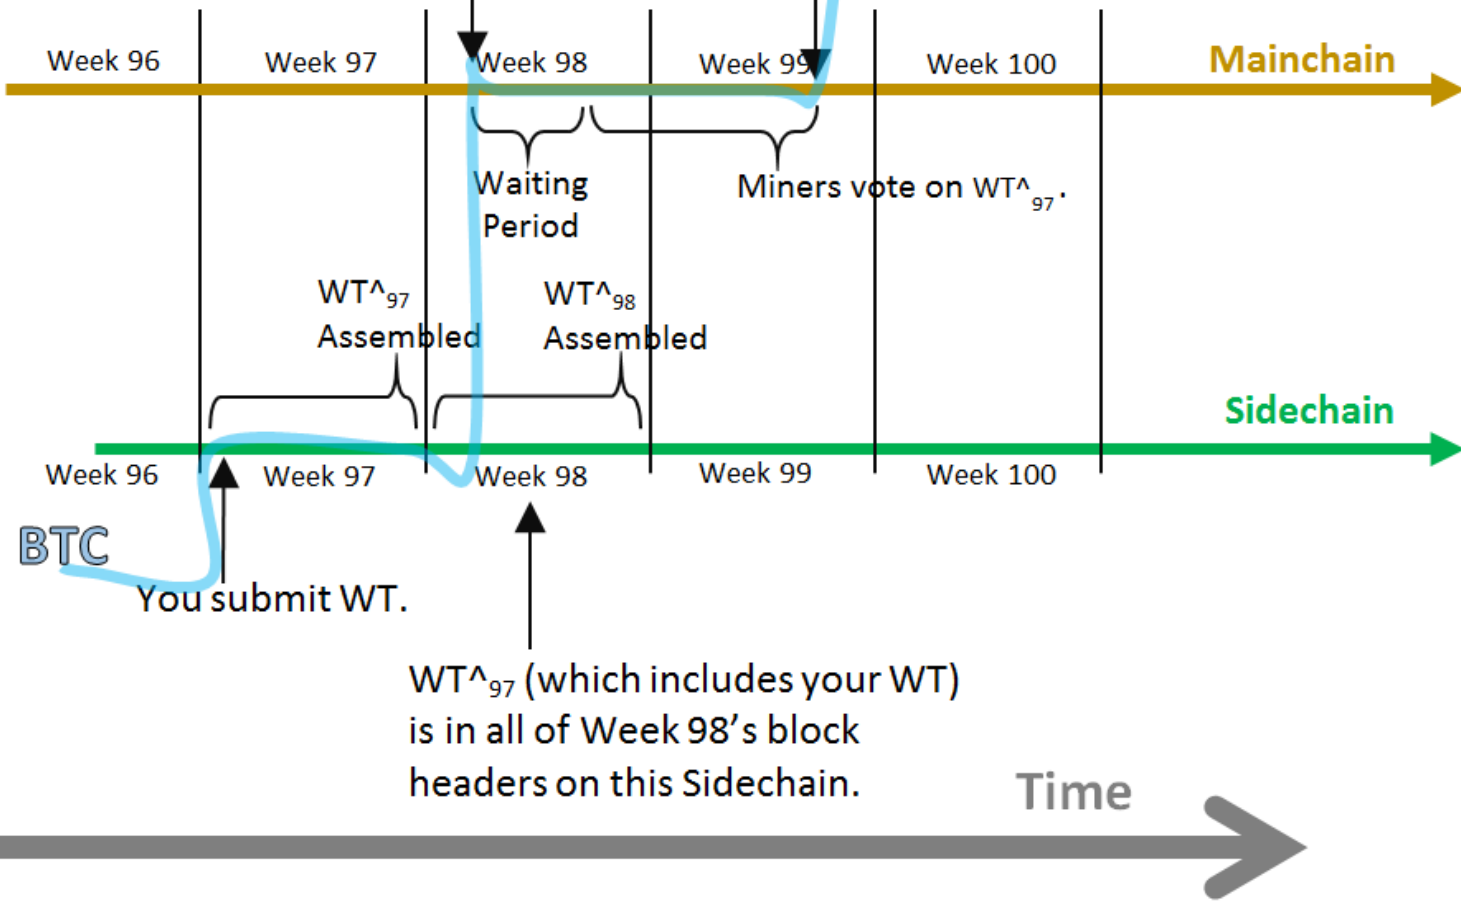 Week 96
Week 97
Week 98
Week 99
Week 100
Mainchain
Waiting
Period
Miners vote on WT^97.
WT^97
Assembled
WT^98
Assembled
Sidechain
Week 96
Week 97
Week 98
Week 99
Week 100
BTC
You submit WT.
WT^97 (which includes your WT)
is in all of Week 98’s block
headers on this Sidechain.
Time